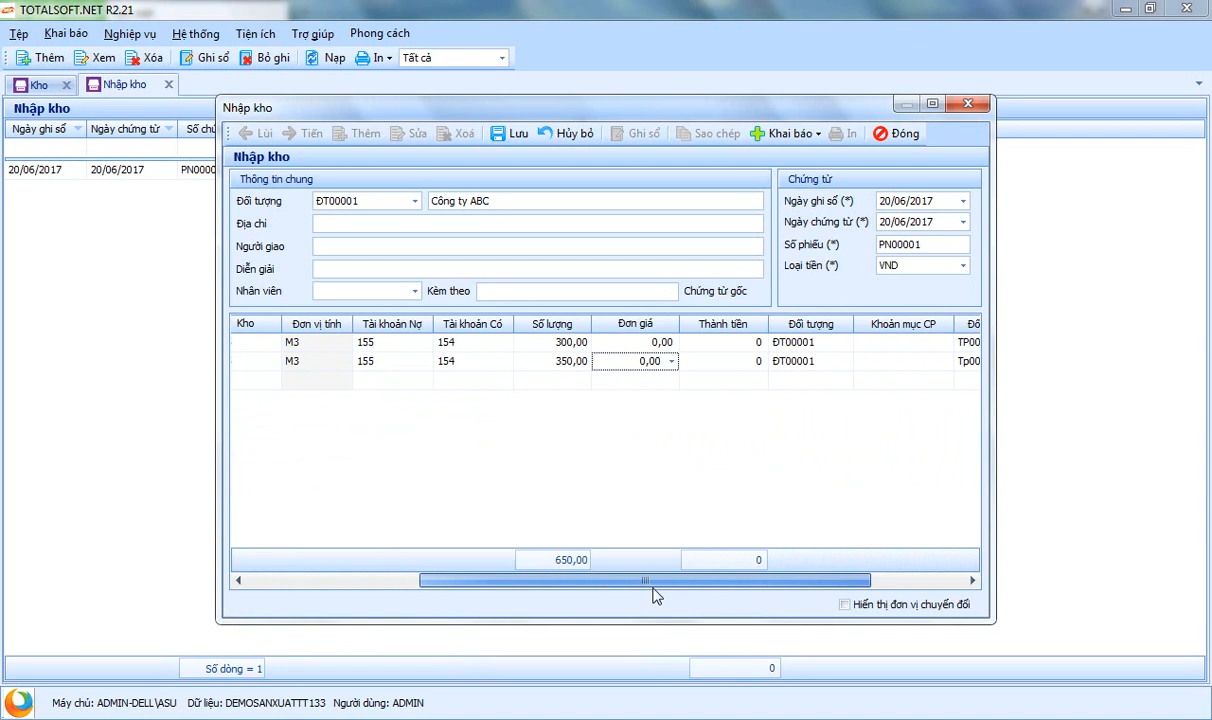 TOTALSOFT.NET R2.21
Tệp Khai báo Nghiệp vụ Hệ thống Tiện ích Trợ giúp Phong cách
Thêm Xem Xóa Ghi sổ Bỏ ghi Nạp In Tất cả
Kho Nhập kho
Nhập kho
Ngày ghi sổ Ngày chứng từ Số chứ
20/06/2017 20/06/2017 PN0000
Nhập kho
Lùi Tiến Thêm Sửa Xoá Lưu Hủy bỏ Ghi sổ Sao chép Khai báo In Đóng
Nhập kho
Thông tin chung
Đối tượng ĐT00001 Công ty ABC
Địa chỉ
Người giao
Diễn giải
Nhân viên Kèm theo Chứng từ gốc
Chứng từ
Ngày ghi sổ (*) 20/06/2017
Ngày chứng từ (*) 20/06/2017
Số phiếu (*) PN00001
Loại tiền (*) VND
Kho Đơn vị tính Tài khoản Nợ Tài khoản Có Số lượng Đơn giá Thành tiền Đối tượng Khoản mục CP Đố
M3 155 154 300,00 0,00 0 ĐT00001 TP00
M3 155 154 350,00 0,00 0 ĐT00001 Tp00
650,00 0
Hiển thị đơn vị chuyển đổi
Số dòng = 1 0
Máy chủ: ADMIN-DELL\ASU Dữ liệu: DEMOSANXUATTT133 Người dùng: ADMIN